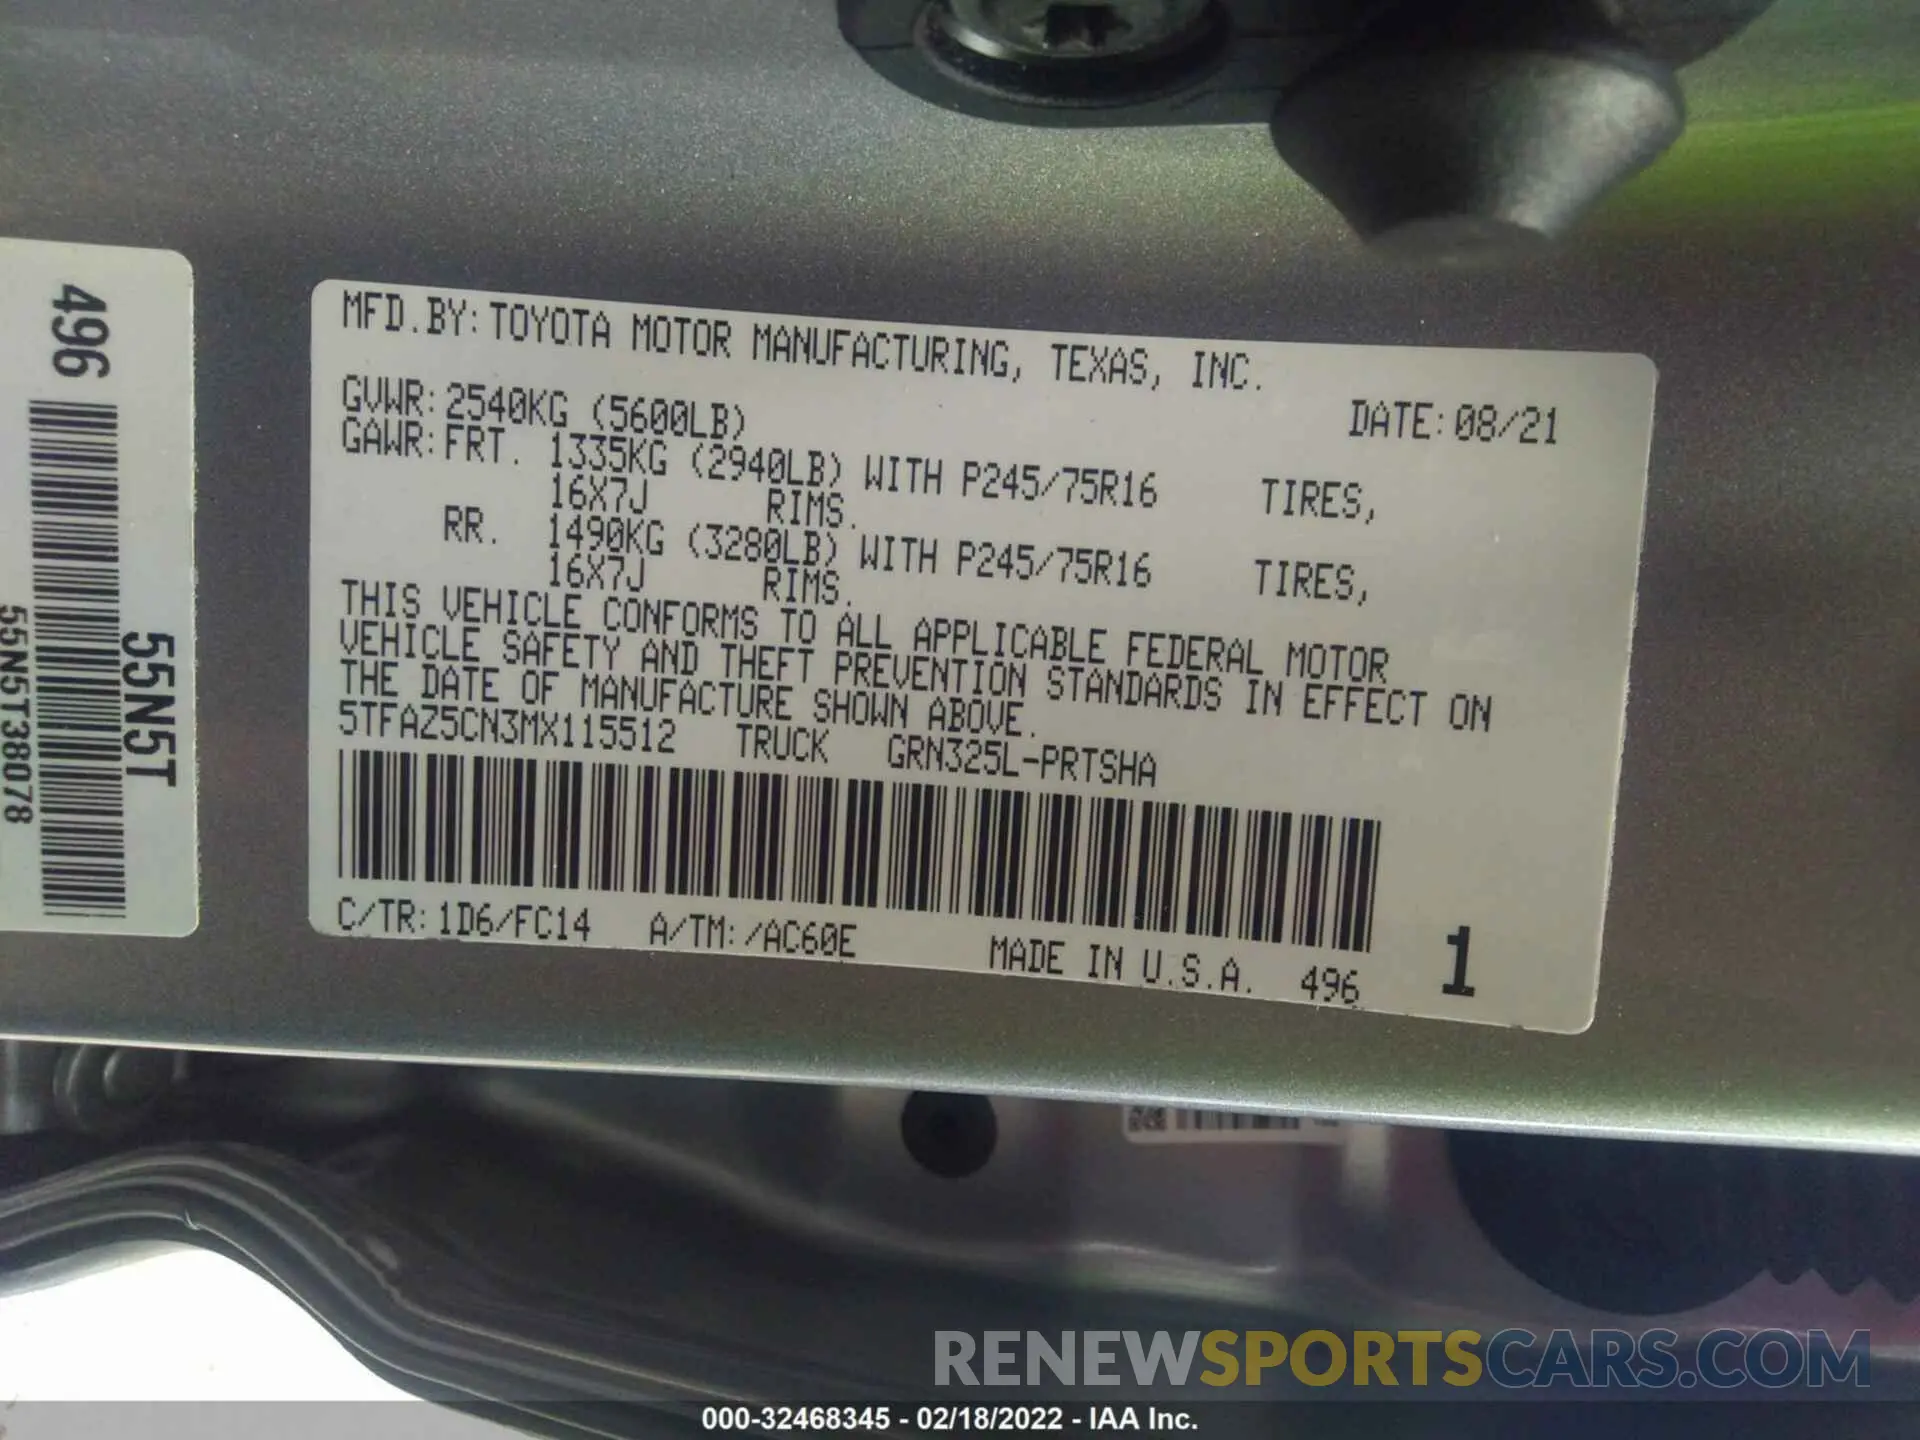 MFD.BY:TOYOTA MOTOR MANUFACTURING, TEXAS, INC.
GVWR:2540KG (5600LB) DATE:08/21
GAWR:FRT. 1335KG (2940LB) WITH P245/75R16 TIRES,
16X7J RIMS.
RR. 1490KG (3280LB) WITH P245/75R16 TIRES,
16X7J RIMS.
THIS VEHICLE CONFORMS TO ALL APPLICABLE FEDERAL MOTOR
VEHICLE SAFETY AND THEFT PREVENTION STANDARDS IN EFFECT ON
THE DATE OF MANUFACTURE SHOWN ABOVE.
5TFAZ5CN3MX115512 TRUCK GRN325L-PRTSHA
C/TR:1D6/FC14 A/TM:/AC60E
MADE IN U.S.A. 496 1
496
55N5T
55N5T38078
RENEWSPORTSCARS.COM
000-32468345 - 02/18/2022 - IAA Inc.